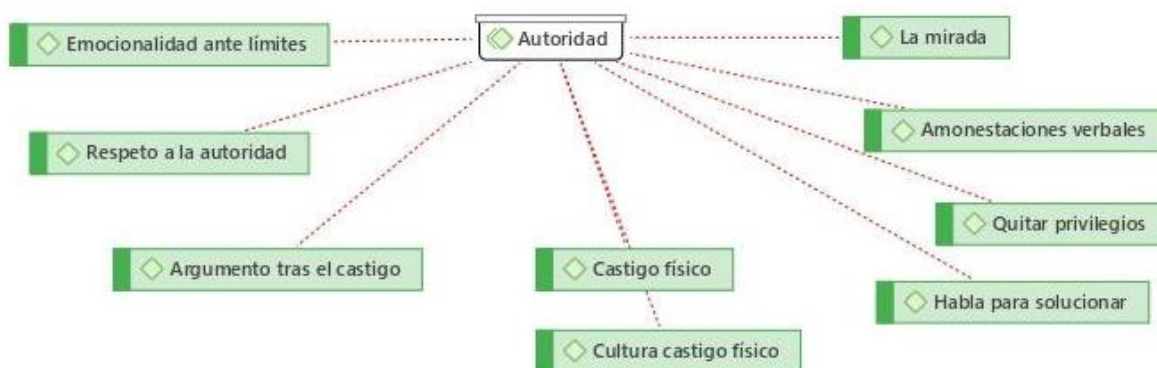 Autoridad
Emocionalidad ante límites
La mirada
Respeto a la autoridad
Amonestaciones verbales
Quitar privilegios
Argumento tras el castigo
Castigo físico
Habla para solucionar
Cultura castigo físico